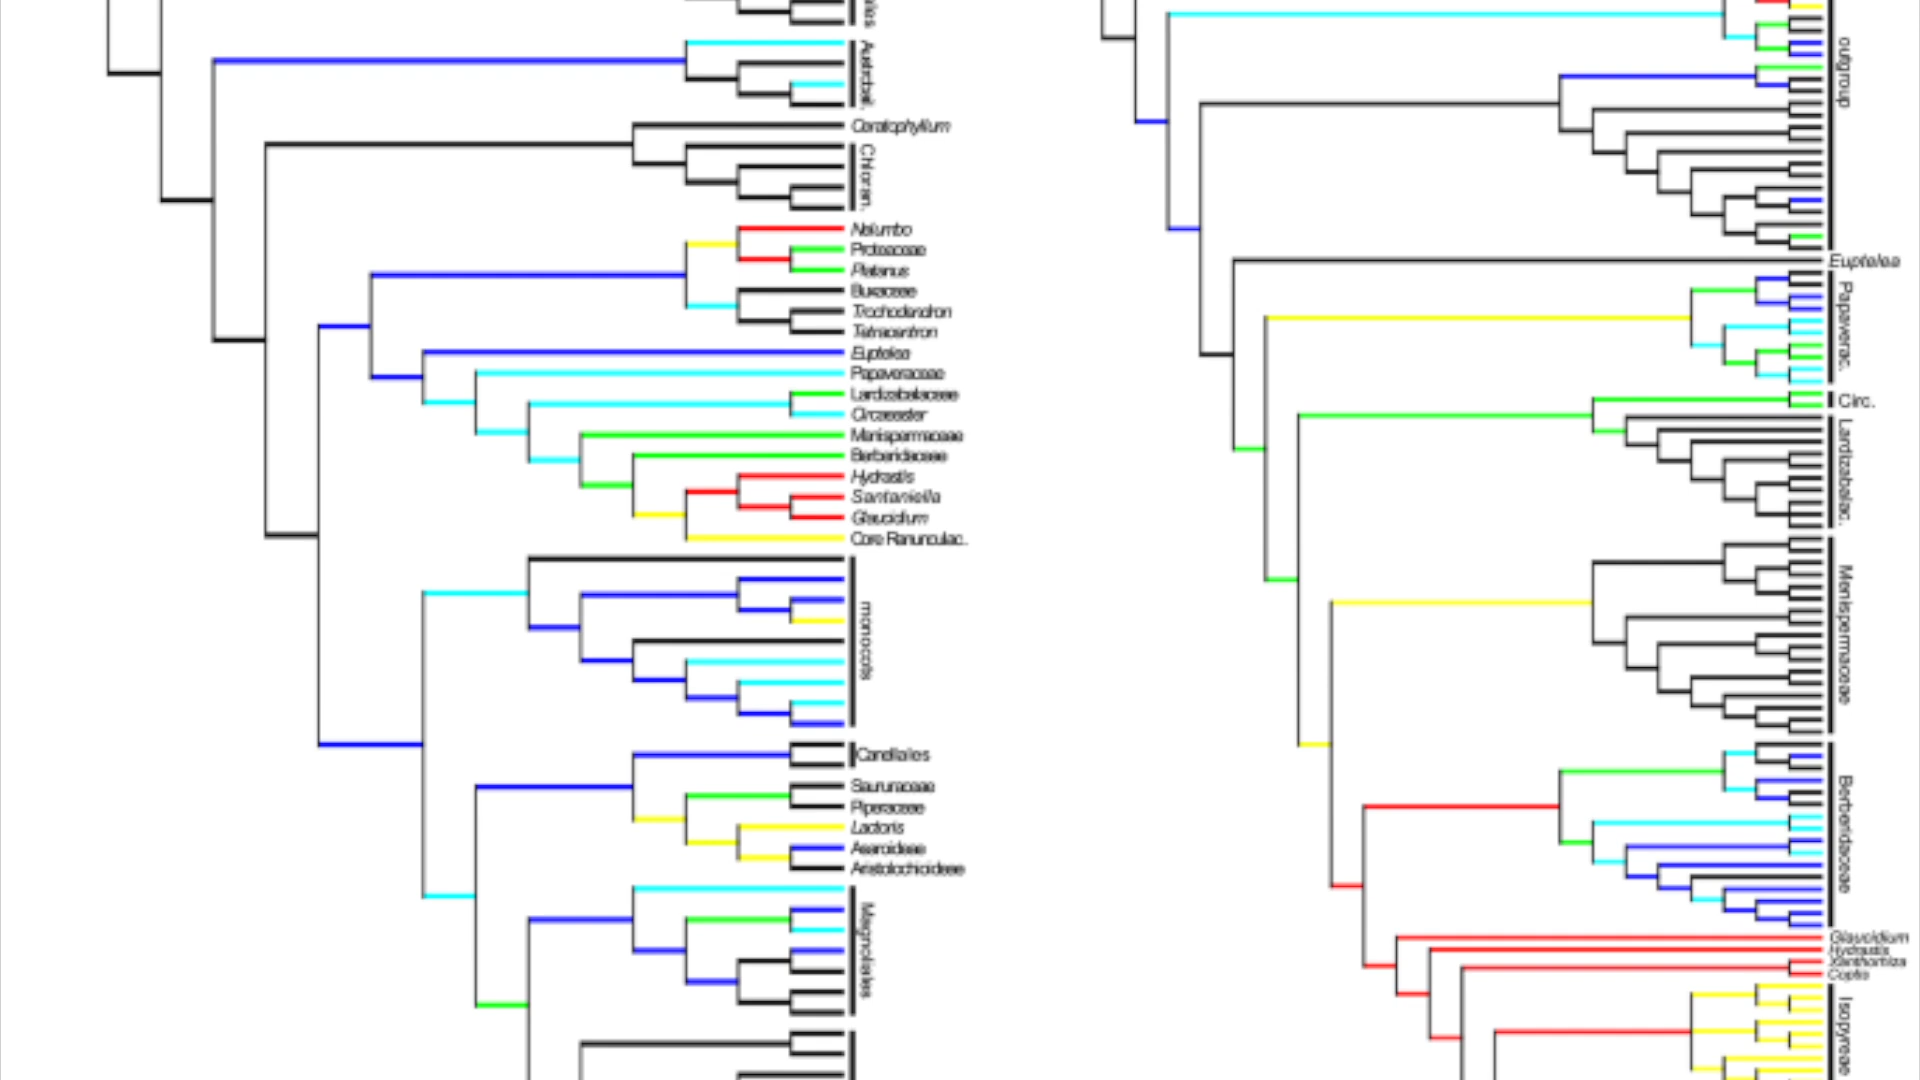 ales
Austrobail.
Ceratophyllum
Chloran.
Nelumbo
Proteaceae
Platanus
Buxaceae
Trochodendron
Tetracentron
Euptelea
Papaveraceae
Lardizabalaceae
Circaeaster
Menispermaceae
Berberidaceae
Hydrastis
Glaucidium
Core Ranunculac.
monocots
Canellales
Saururaceae
Piperaceae
Lactoris
Asaroideae
Aristolochioideae
Magnoliales
outgroup
Euptelea
Papaverac.
Circ.
Lardizabalac.
Menispermaceae
Berberidaceae
Glaucidium
Hydrastis
Xanthorhiza
Coptis
Isopyreae